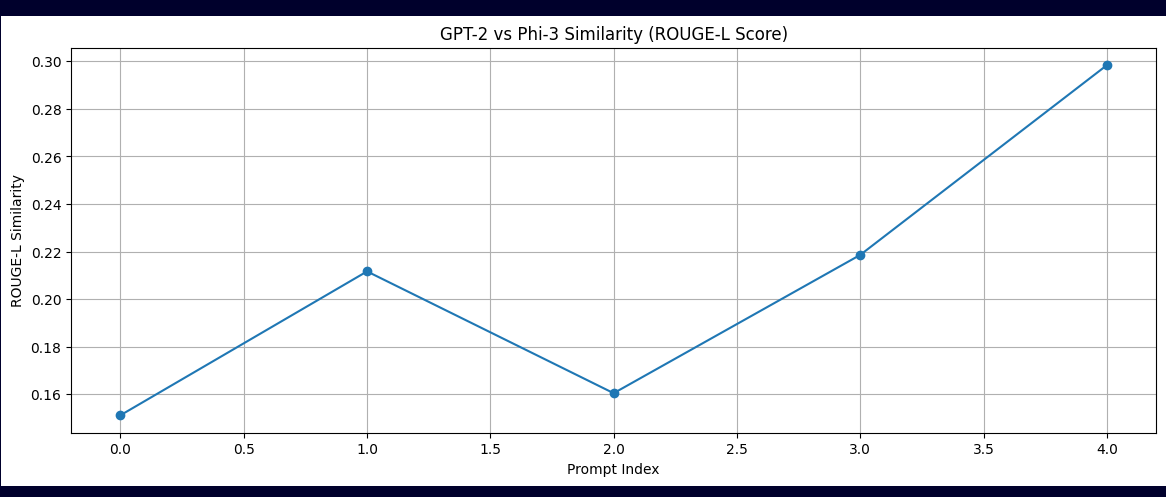 GPT-2 vs Phi-3 Similarity (ROUGE-L Score)
ROUGE-L Similarity
0.30
0.28
0.26
0.24
0.22
0.20
0.18
0.16
0.0 0.5 1.0 1.5 2.0 2.5 3.0 3.5 4.0
Prompt Index